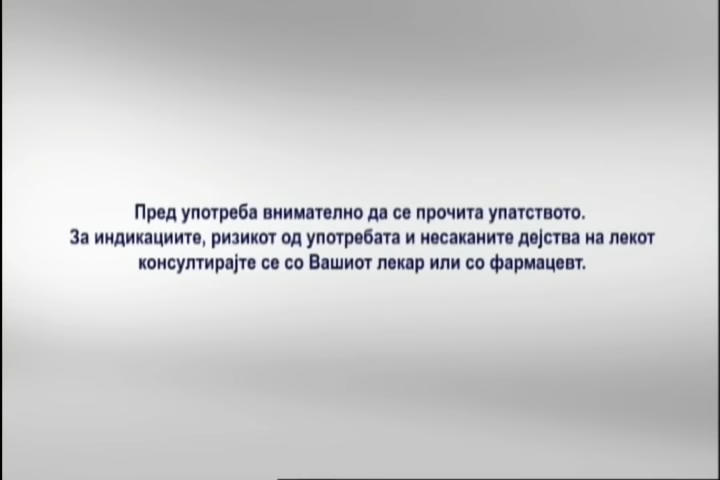 Пред употреба внимателно да се прочита упатството.
За индикациите, ризикот од употребата и несаканите дејства на лекот
консултирајте се со Вашиот лекар или со фармацевт.